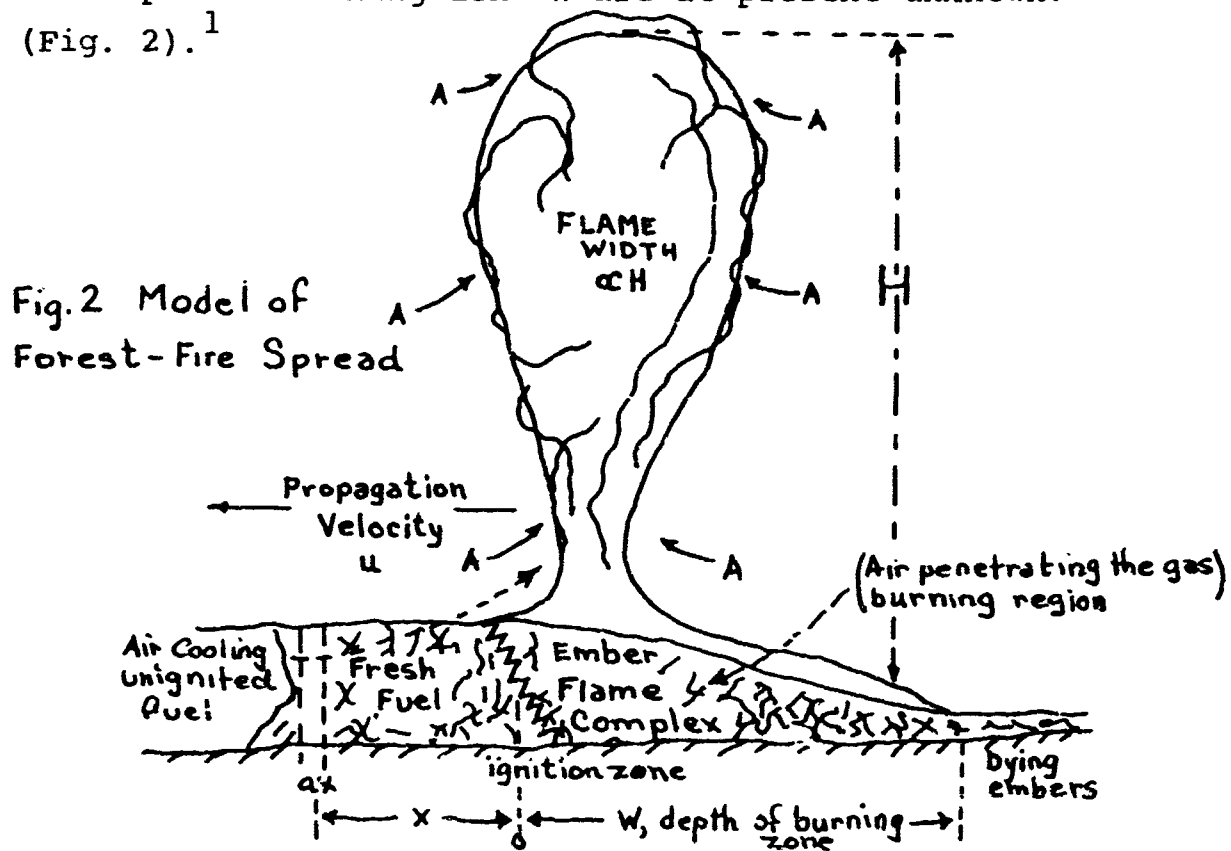 (Fig. 2).1
A
A
FLAME
WIDTH
∝H
H
A
A
Fig. 2 Model of
Forest-Fire Spread
Propagation
Velocity
u
A
A
(Air penetrating the gas)
burning region
Air Cooling
unignited
fuel
Fresh
Fuel
Ember
Flame
Complex
ignition zone
Dying
embers
x
W, depth of burning
zone
o